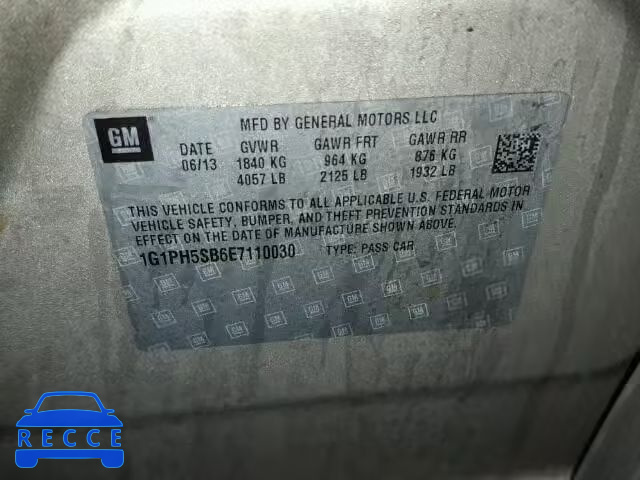 GM
MFD BY GENERAL MOTORS LLC
DATE GVWR GAWR FRT GAWR RR
06/13 1840 KG 964 KG 876 KG
4057 LB 2125 LB 1932 LB
THIS VEHICLE CONFORMS TO ALL APPLICABLE U.S. FEDERAL MOTOR
VEHICLE SAFETY, BUMPER, AND THEFT PREVENTION STANDARDS IN
EFFECT ON THE DATE OF MANUFACTURE SHOWN ABOVE.
1G1PH5SB6E7110030 TYPE: PASS CAR
RECCE